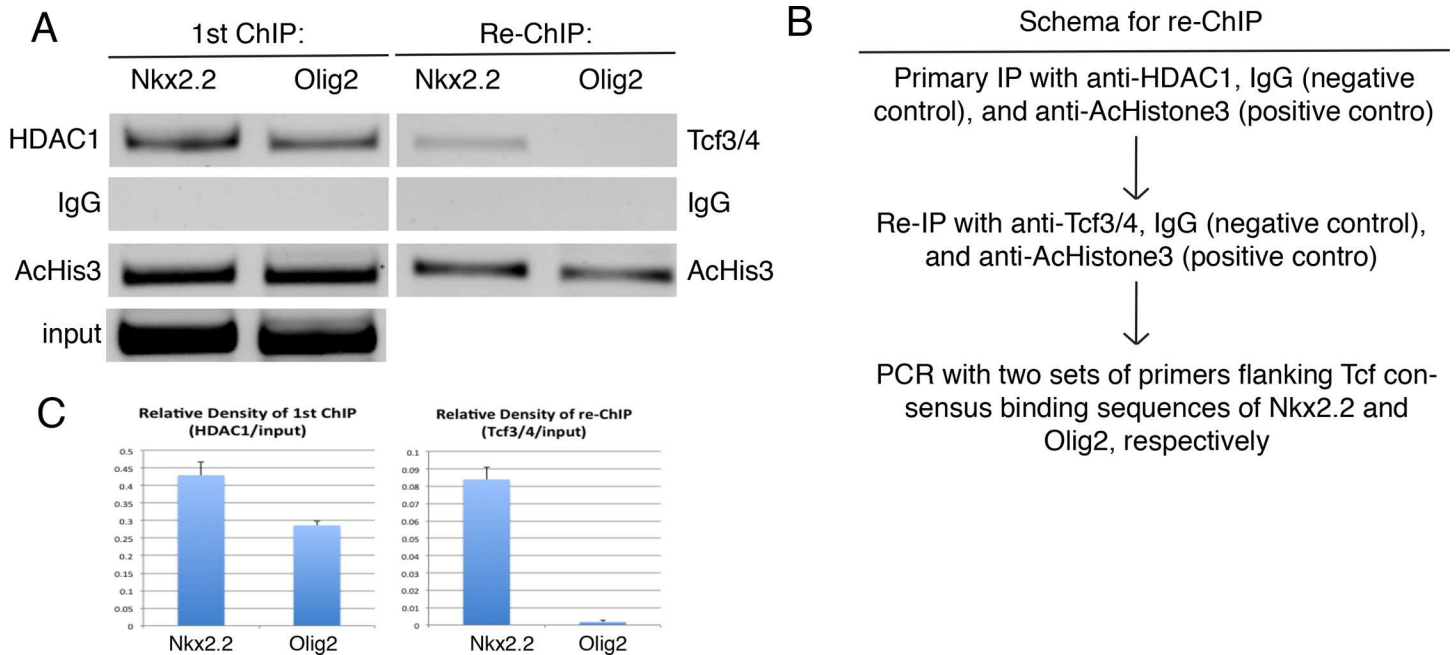 A
1st ChIP:
Re-ChIP:
Nkx2.2
Olig2
Nkx2.2
Olig2
HDAC1
Tcf3/4
IgG
IgG
AcHis3
AcHis3
input
B
Schema for re-ChIP
Primary IP with anti-HDAC1, IgG (negative
control), and anti-AcHistone3 (positive contro)
Re-IP with anti-Tcf3/4, IgG (negative control),
and anti-AcHistone3 (positive contro)
PCR with two sets of primers flanking Tcf con-
sensus binding sequences of Nkx2.2 and
Olig2, respectively
C
Relative Density of 1st ChIP
(HDAC1/input)
0.5
0.45
0.4
0.35
0.3
0.25
0.2
0.15
0.1
0.05
0
Nkx2.2
Olig2
Relative Density of re-ChIP
(Tcf3/4/input)
0.1
0.09
0.08
0.07
0.06
0.05
0.04
0.03
0.02
0.01
0
Nkx2.2
Olig2